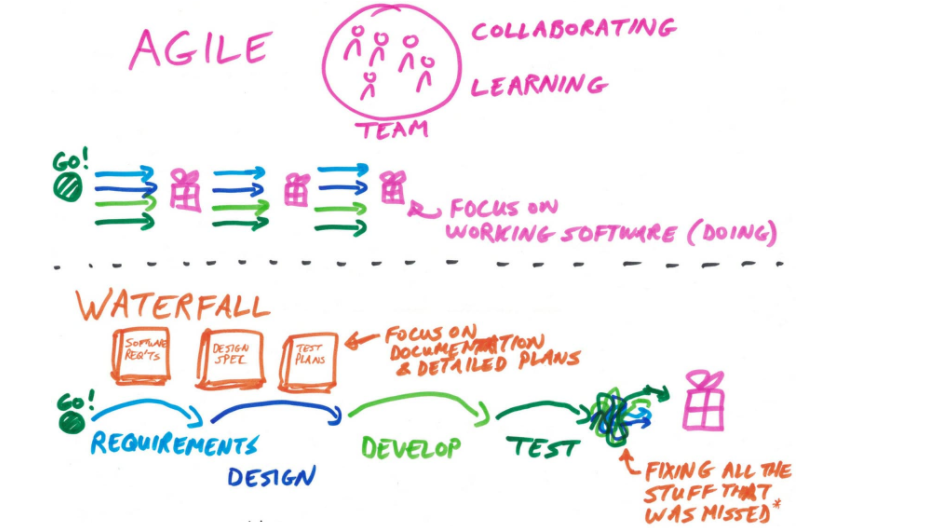 AGILE
COLLABORATING
LEARNING
TEAM
GO!
FOCUS ON
WORKING SOFTWARE (DOING)
WATERFALL
SOFTWARE
REQ'TS
DESIGN
SPEC
TEST
PLANS
FOCUS ON
DOCUMENTATION
& DETAILED PLANS
GO!
REQUIREMENTS
DESIGN
DEVELOP
TEST
FIXING ALL THE
STUFF THAT
WAS MISSED*